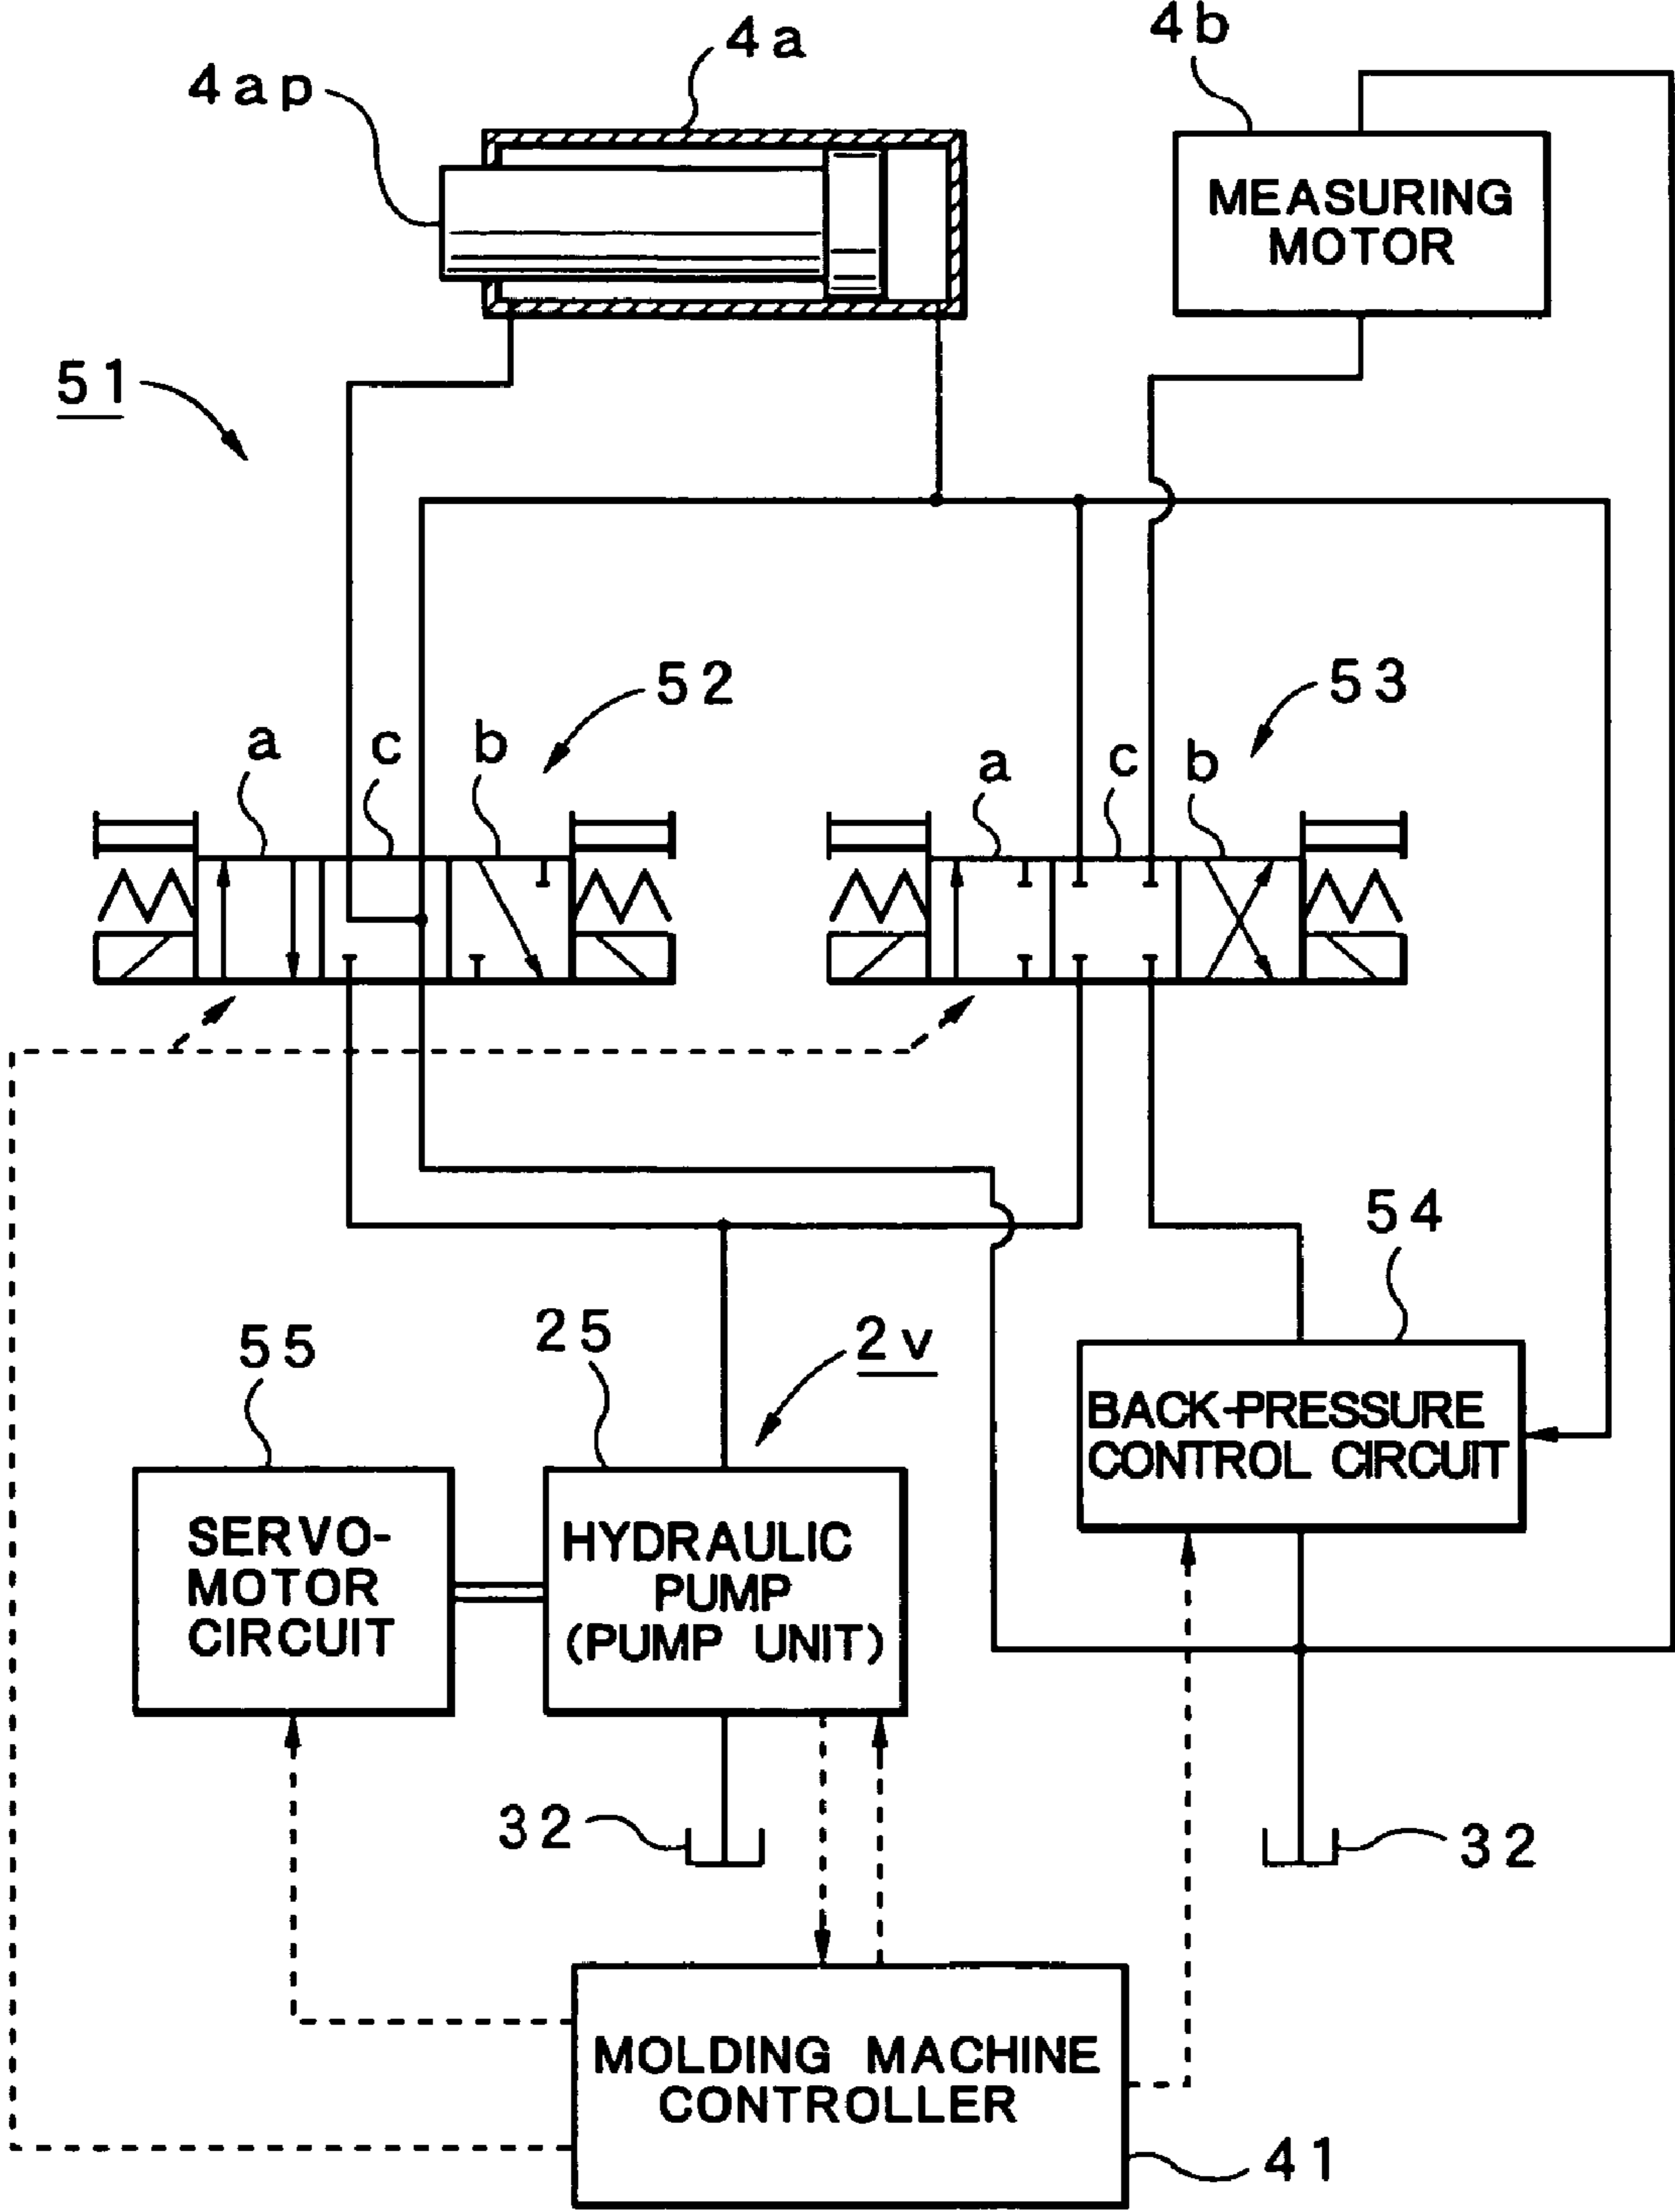 4a
4b
4ap
MEASURING
MOTOR
51
52
53
a
c
b
a
c
b
54
55
25
2v
BACK-PRESSURE
CONTROL CIRCUIT
SERVO-
MOTOR
CIRCUIT
HYDRAULIC
PUMP
(PUMP UNIT)
32
32
MOLDING MACHINE
CONTROLLER
41